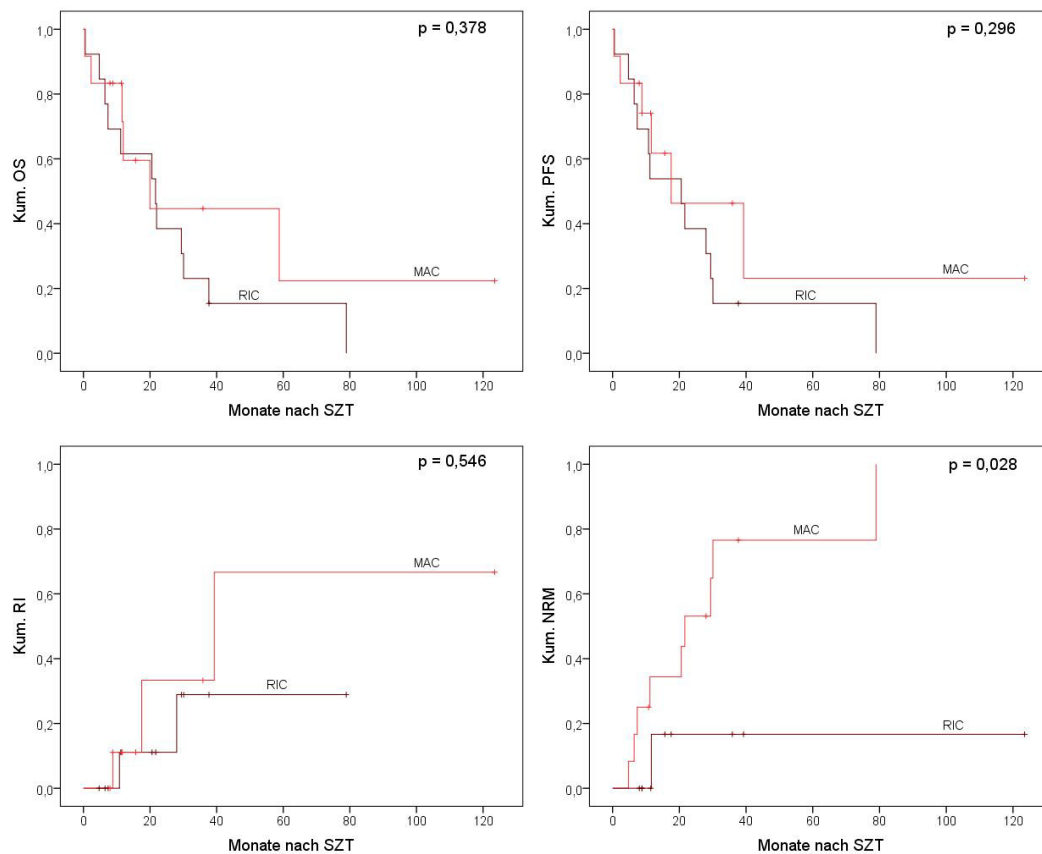 p = 0,378
Kum. OS
1,0
0,8
0,6
0,4
0,2
0,0
MAC
RIC
0 20 40 60 80 100 120
Monate nach SZT
p = 0,296
Kum. PFS
1,0
0,8
0,6
0,4
0,2
0,0
MAC
RIC
0 20 40 60 80 100 120
Monate nach SZT
p = 0,546
Kum. RI
1,0
0,8
0,6
0,4
0,2
0,0
MAC
RIC
0 20 40 60 80 100 120
Monate nach SZT
p = 0,028
Kum. NRM
1,0
0,8
0,6
0,4
0,2
0,0
MAC
RIC
0 20 40 60 80 100 120
Monate nach SZT